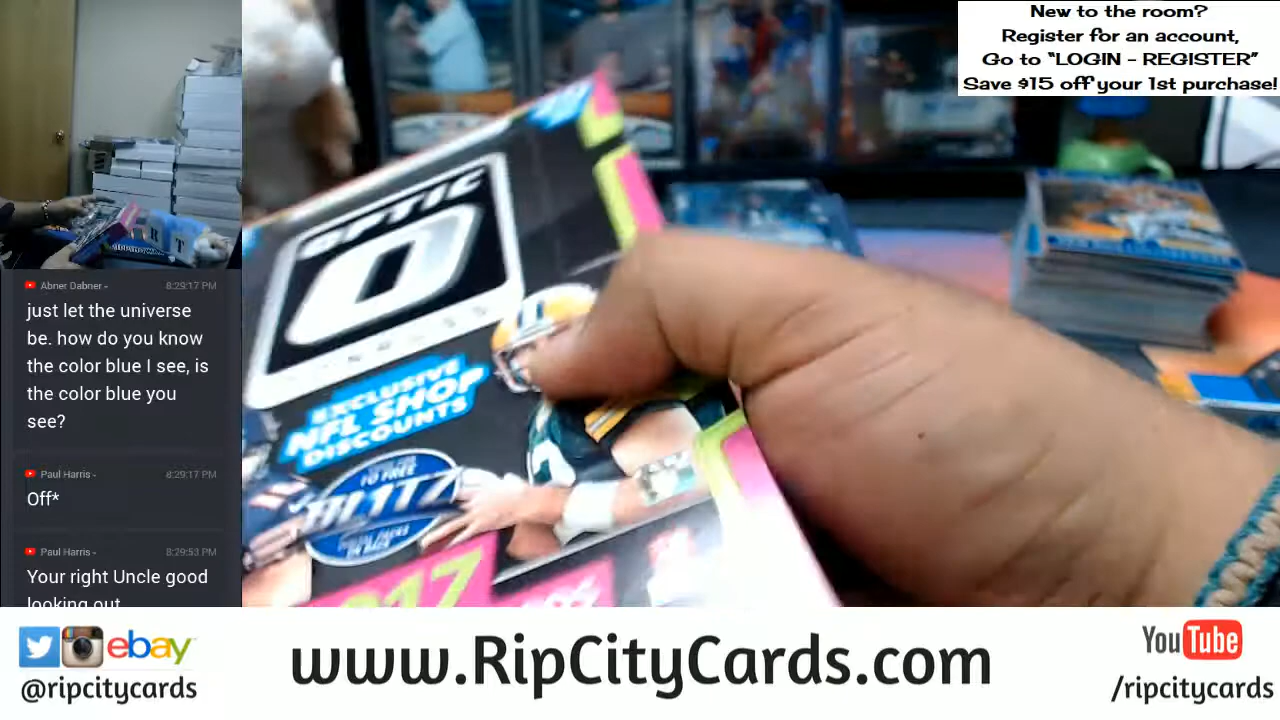 New to the room?
Register for an account,
Go to “LOGIN - REGISTER”
Save $15 off your 1st purchase!
Abner Dabner
8:29:17 PM
just let the universe
be. how do you know
the color blue I see, is
the color blue you
see?
Paul Harris
8:29:17 PM
Off*
Paul Harris
8:29:53 PM
Your right Uncle good
looking out
OPTIC
EXCLUSIVE
NFL SHOP
DISCOUNTS
BLITZ
ebay
@ripcitycards
www.RipCityCards.com
YouTube
/ripcitycards